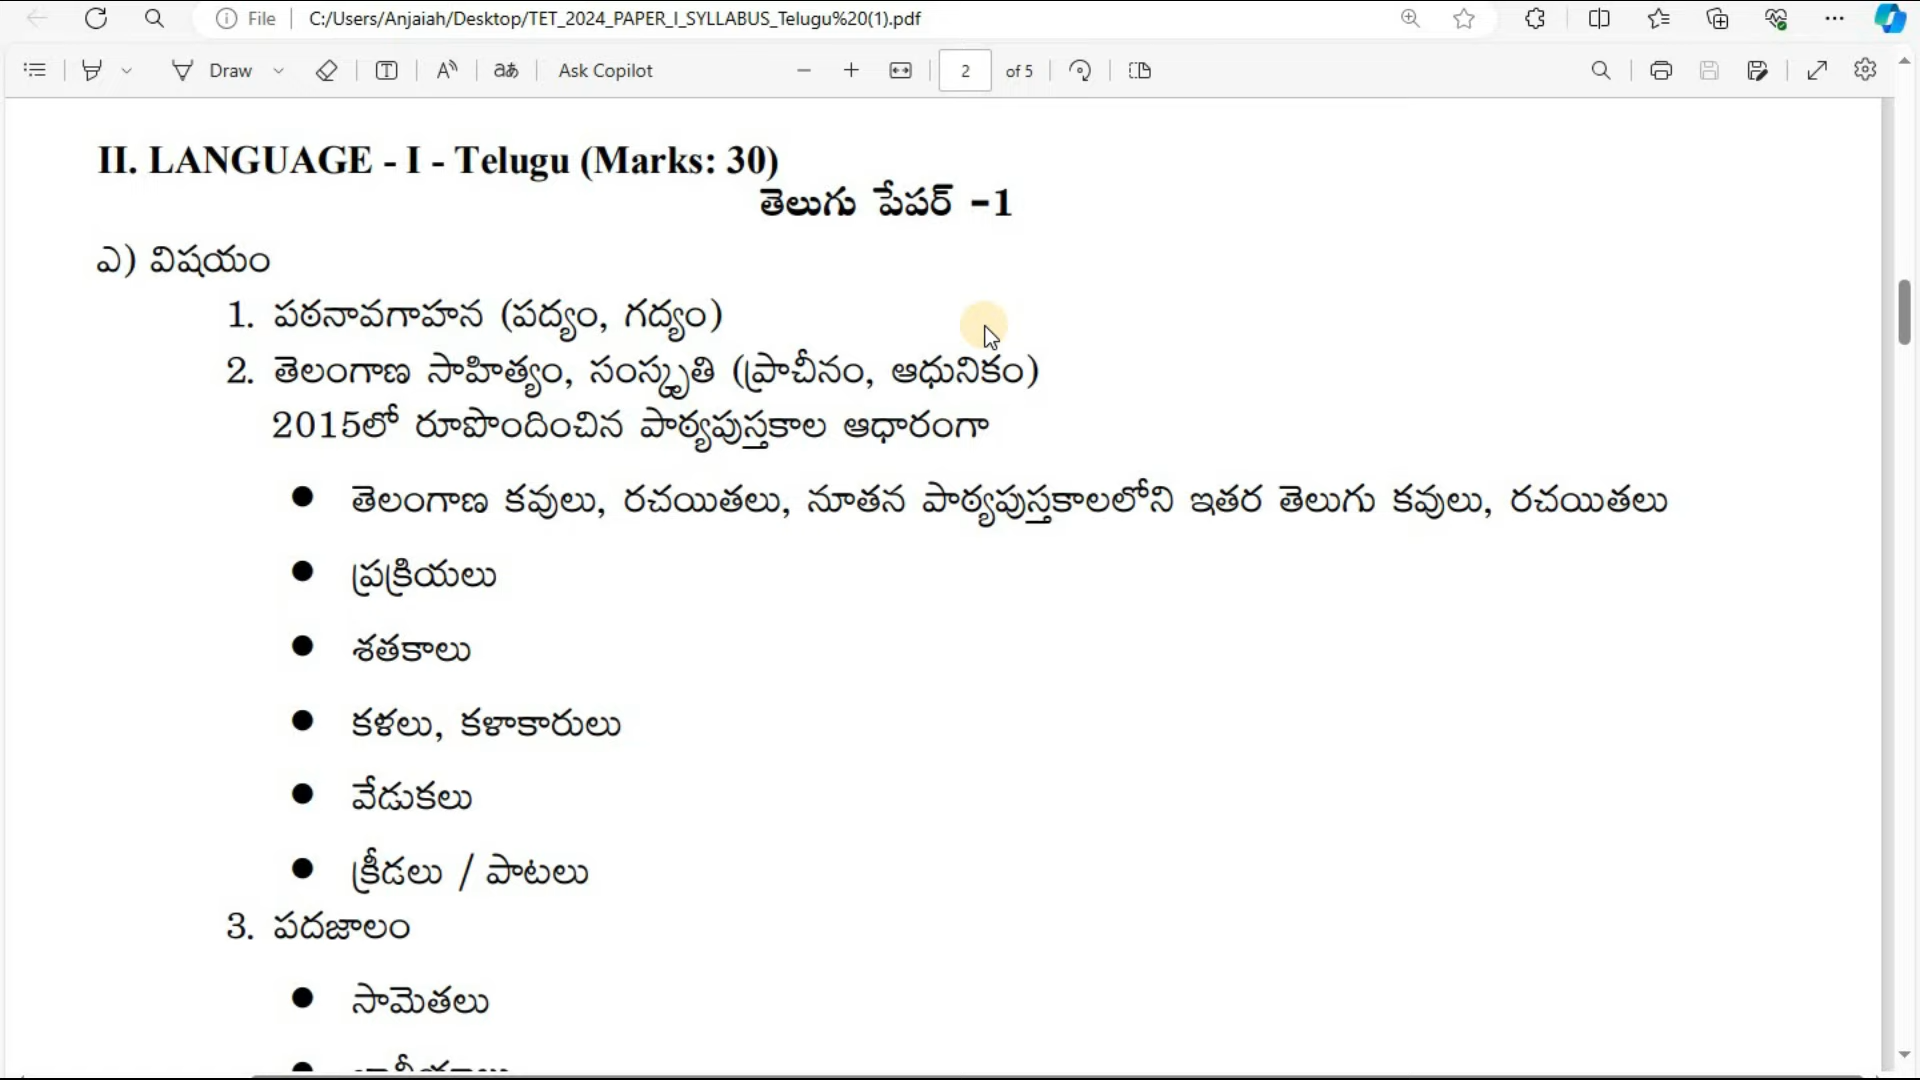 File C:/Users/Anjaiah/Desktop/TET_2024_PAPER_I_SYLLABUS_Telugu%20(1).pdf
Draw T A aあ Ask Copilot 2 of 5
II. LANGUAGE - I - Telugu (Marks: 30)
తెలుగు పేపర్ -1
ఎ) విషయం
1. పఠనావగాహన (పద్యం, గద్యం)
2. తెలంగాణ సాహిత్యం, సంస్కృతి (ప్రాచీనం, ఆధునికం)
2015లో రూపొందించిన పాఠ్యపుస్తకాల ఆధారంగా
● తెలంగాణ కవులు, రచయితలు, నూతన పాఠ్యపుస్తకాలలోని ఇతర తెలుగు కవులు, రచయితలు
● ప్రక్రియలు
● శతకాలు
● కళలు, కళాకారులు
● వేడుకలు
● క్రీడలు / పాటలు
3. పదజాలం
● సామెతలు